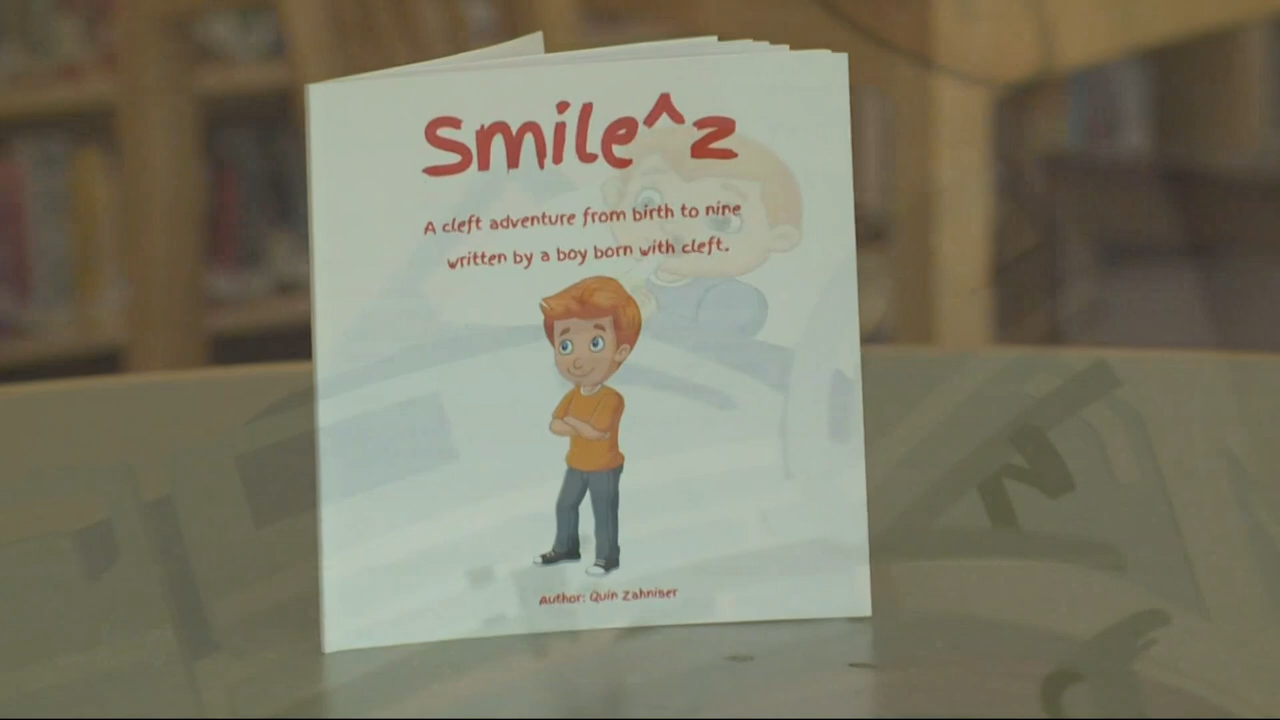 Smile^z
A cleft adventure from birth to nine
written by a boy born with cleft.
Author: Quin Zahniser